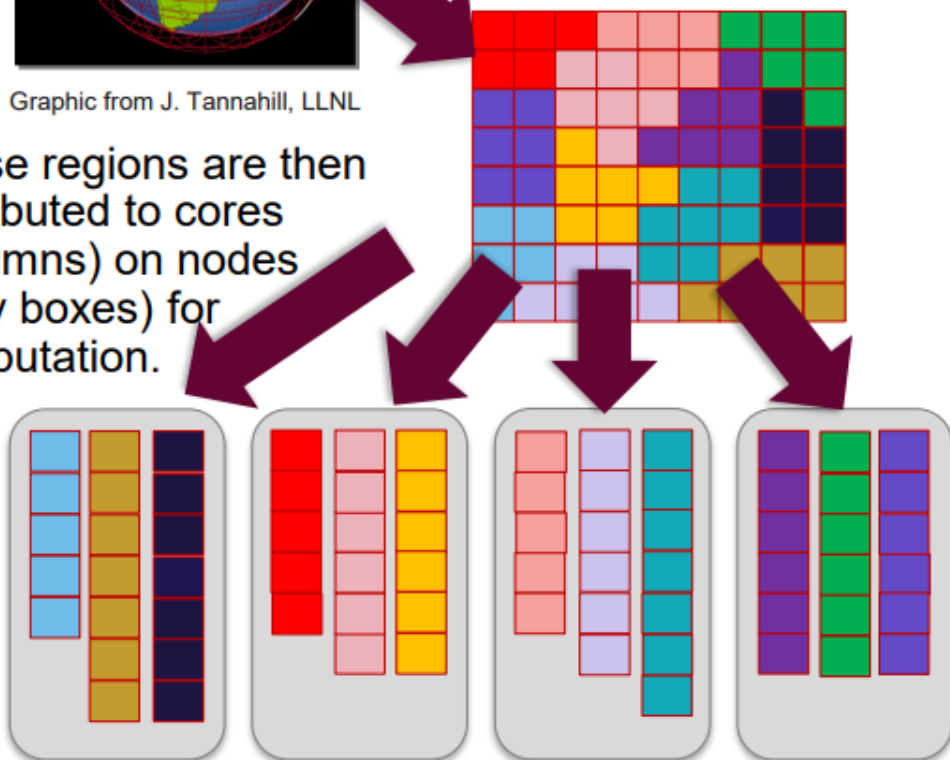 Graphic from J. Tannahill, LLNL
se regions are then
buted to cores
mns) on nodes
y boxes) for
putation.